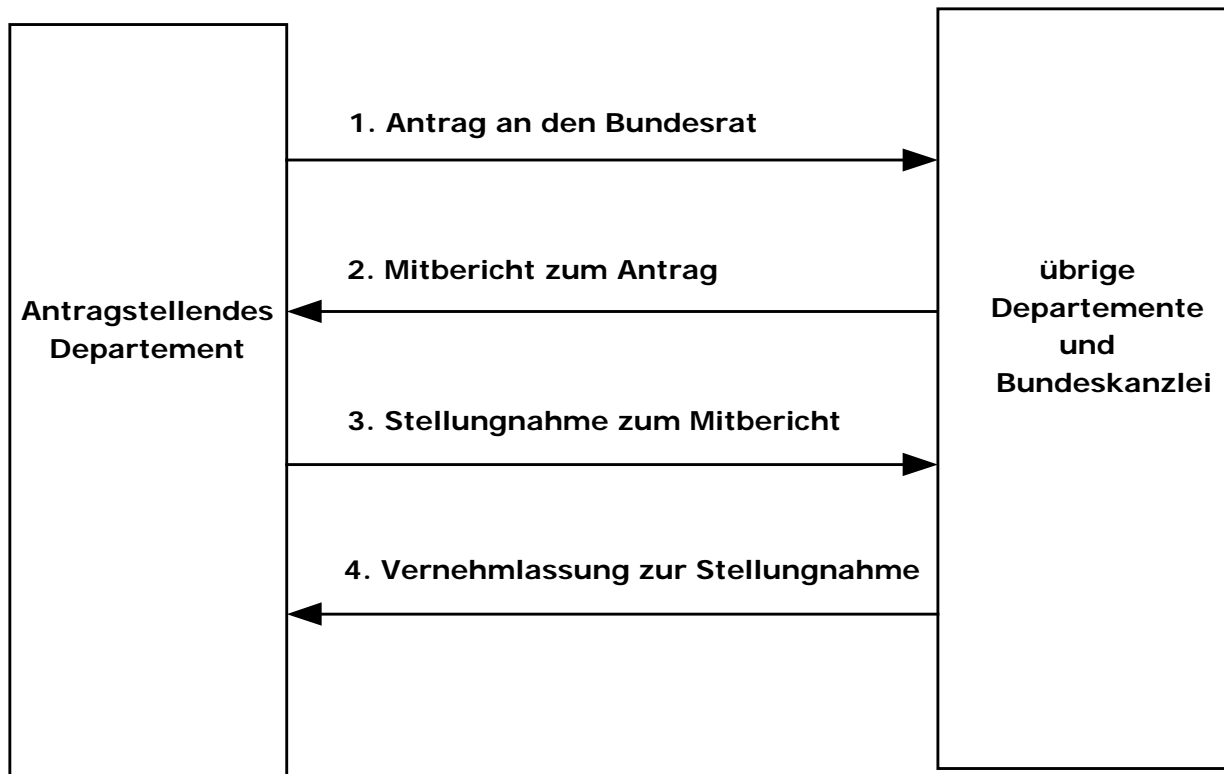 1. Antrag an den Bundesrat
2. Mitbericht zum Antrag
Antragstellendes
Departement
übrige
Departemente
und
Bundeskanzlei
3. Stellungnahme zum Mitbericht
4. Vernehmlassung zur Stellungnahme